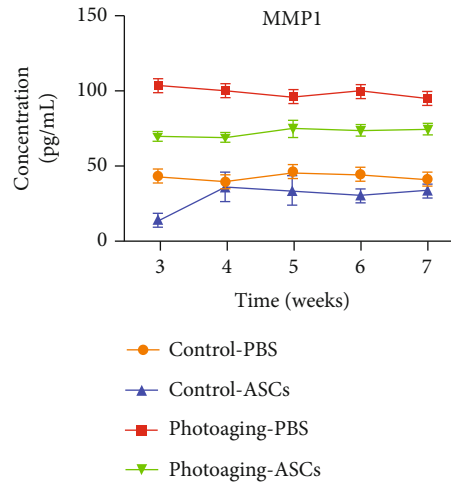 MMP1
150
100
50
0
Concentration
(pg/mL)
3 4 5 6 7
Time (weeks)
Control-PBS
Control-ASCs
Photoaging-PBS
Photoaging-ASCs